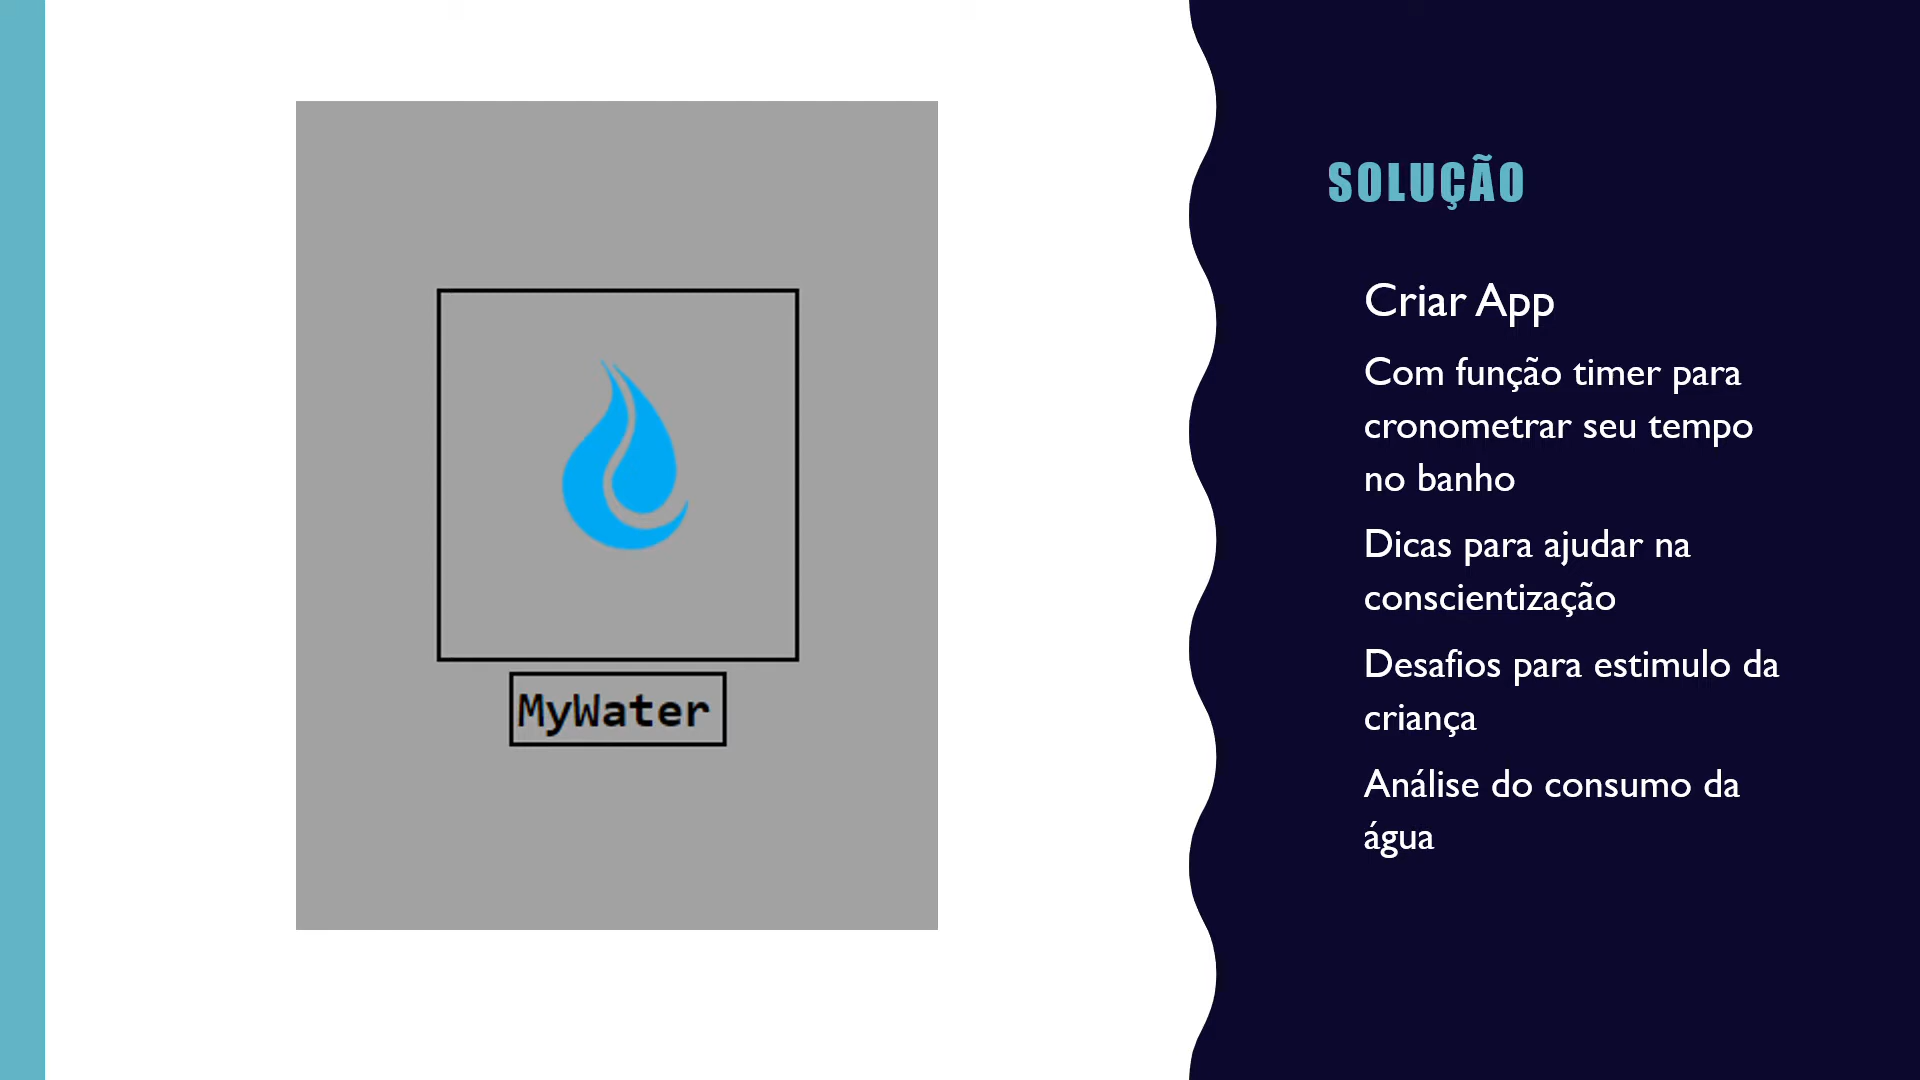 MyWater
SOLUÇÃO
Criar App
Com função timer para
cronometrar seu tempo
no banho
Dicas para ajudar na
conscientização
Desafios para estimulo da
criança
Análise do consumo da
água